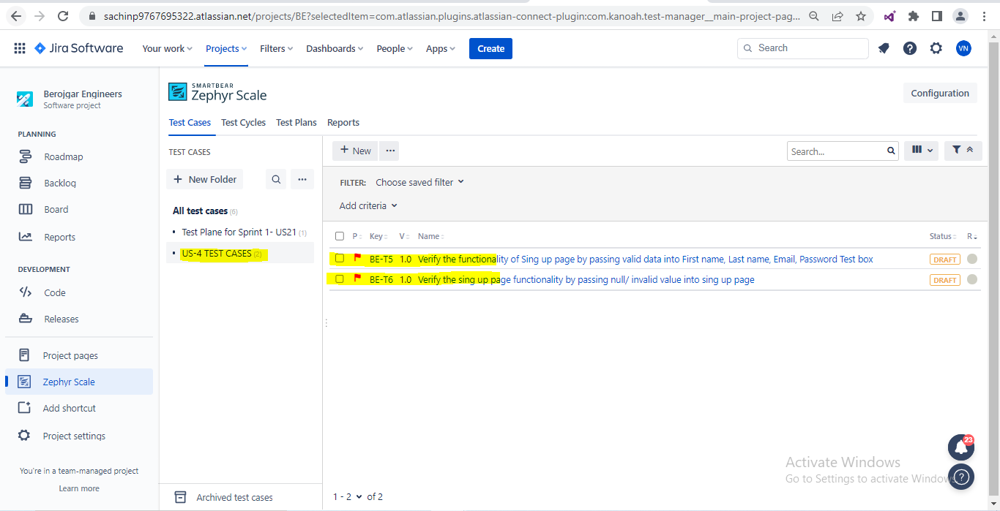 sachinp9767695322.atlassian.net/projects/BE?selectedItem=com.atlassian.plugins.atlassian-connect-plugin:com.kanoah.test-manager__main-project-pag...
Jira Software
Your work
Projects
Filters
Dashboards
People
Apps
Create
Search
VN
Berojgar Engineers
Software project
PLANNING
Roadmap
Backlog
Board
Reports
DEVELOPMENT
Code
Releases
Project pages
Zephyr Scale
Add shortcut
Project settings
You're in a team-managed project
Learn more
SMARTBEAR
Zephyr Scale
Configuration
Test Cases
Test Plans
Test Cycles
Reports
TEST CASES
+ New Folder
...
All test cases (6)
• Test Plane for Sprint 1- US21 (1)
• US-4 TEST CASES (2)
Archived test cases
+ New
...
Search...
FILTER: Choose saved filter
Add criteria
P Key V Name Status R
BE-T5 1.0 Verify the functionality of Sing up page by passing valid data into First name, Last name, Email, Password Test box DRAFT
BE-T6 1.0 Verify the sing up page functionality by passing null/ invalid value into sing up page DRAFT
1 - 2 of 2
23
?
Activate Windows
Go to Settings to activate Windows.